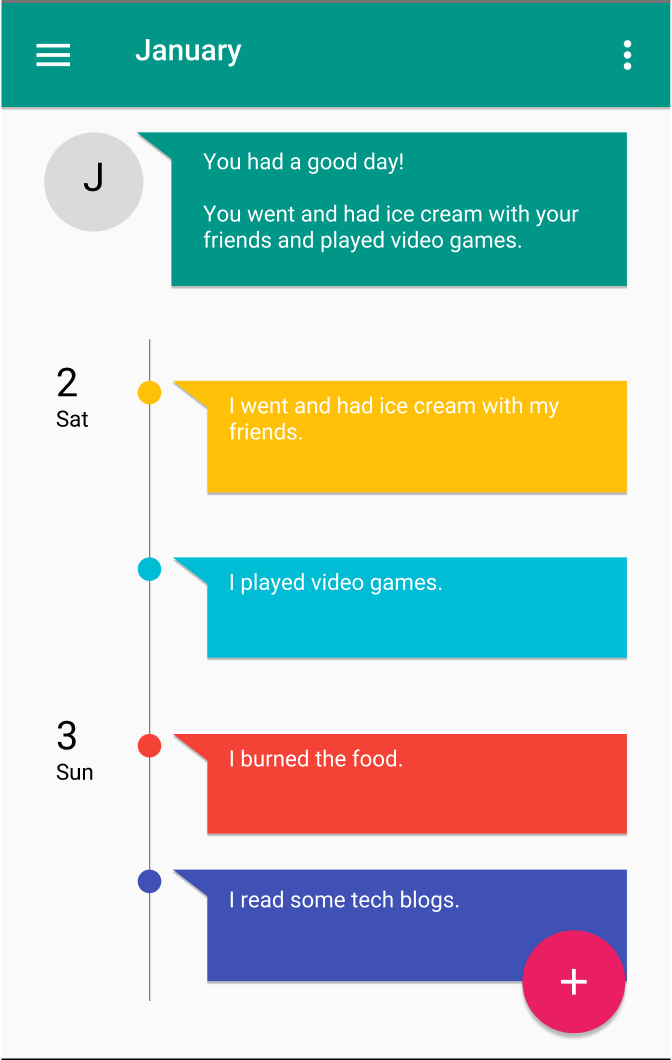 January
J
You had a good day!
You went and had ice cream with your
friends and played video games.
2
Sat
I went and had ice cream with my
friends.
I played video games.
3
Sun
I burned the food.
I read some tech blogs.
+